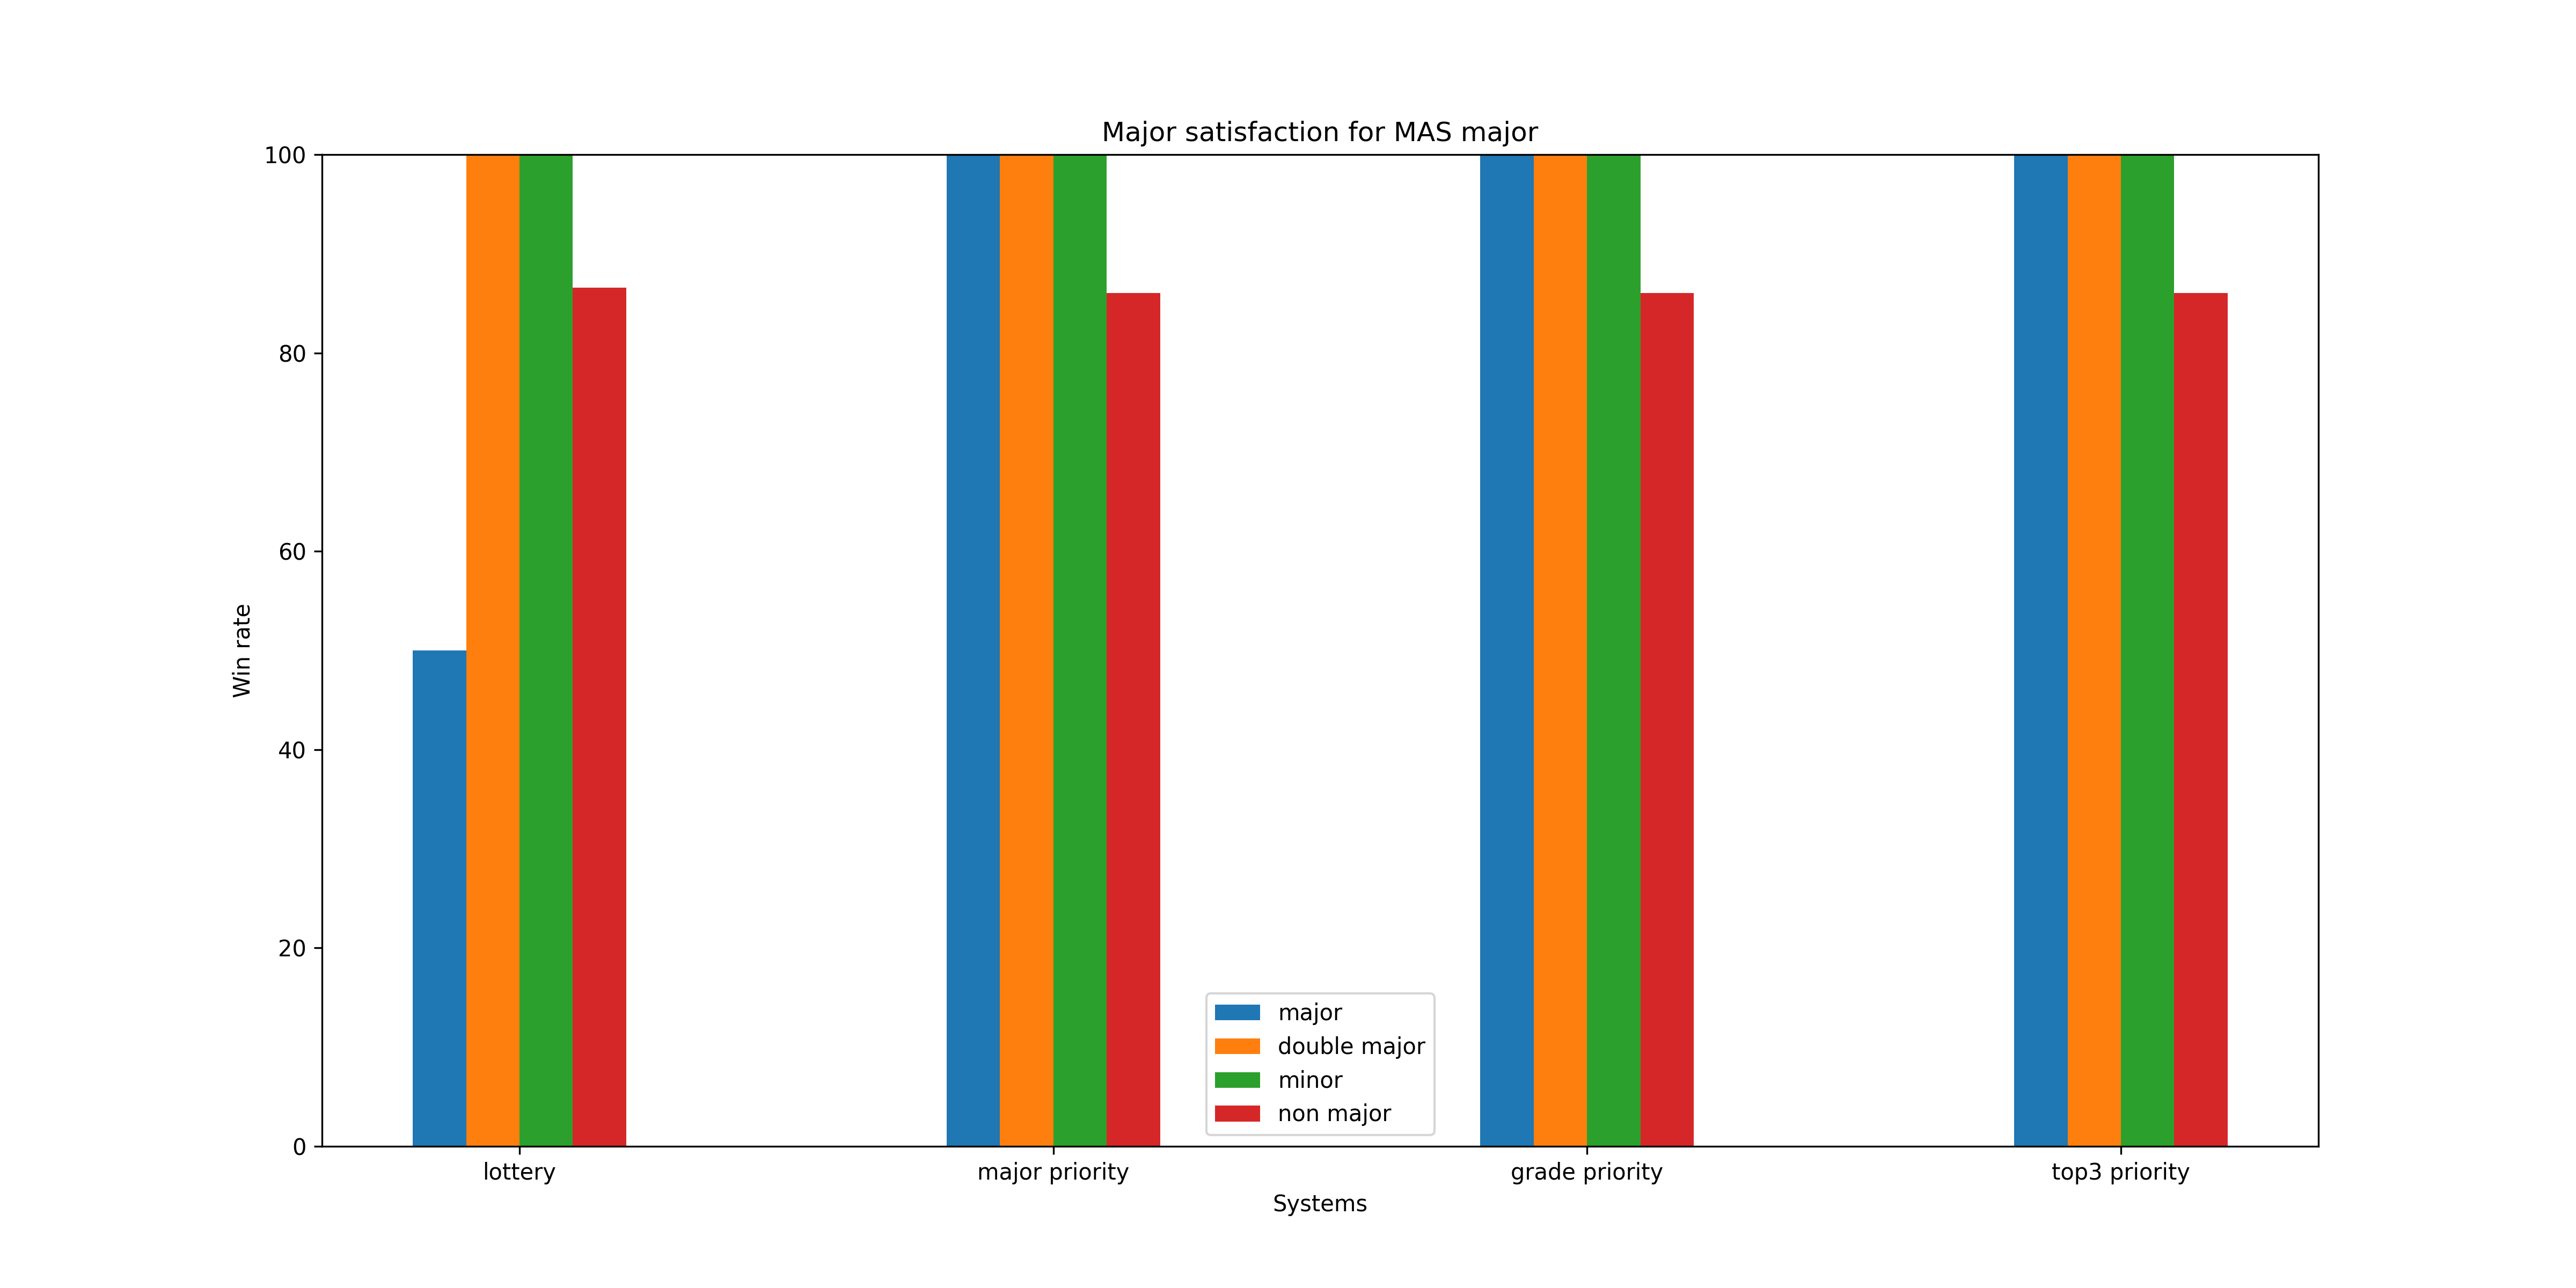 Major satisfaction for MAS major
100
80
60
40
20
0
Win rate
major
double major
minor
non major
lottery
major priority
grade priority
top3 priority
Systems